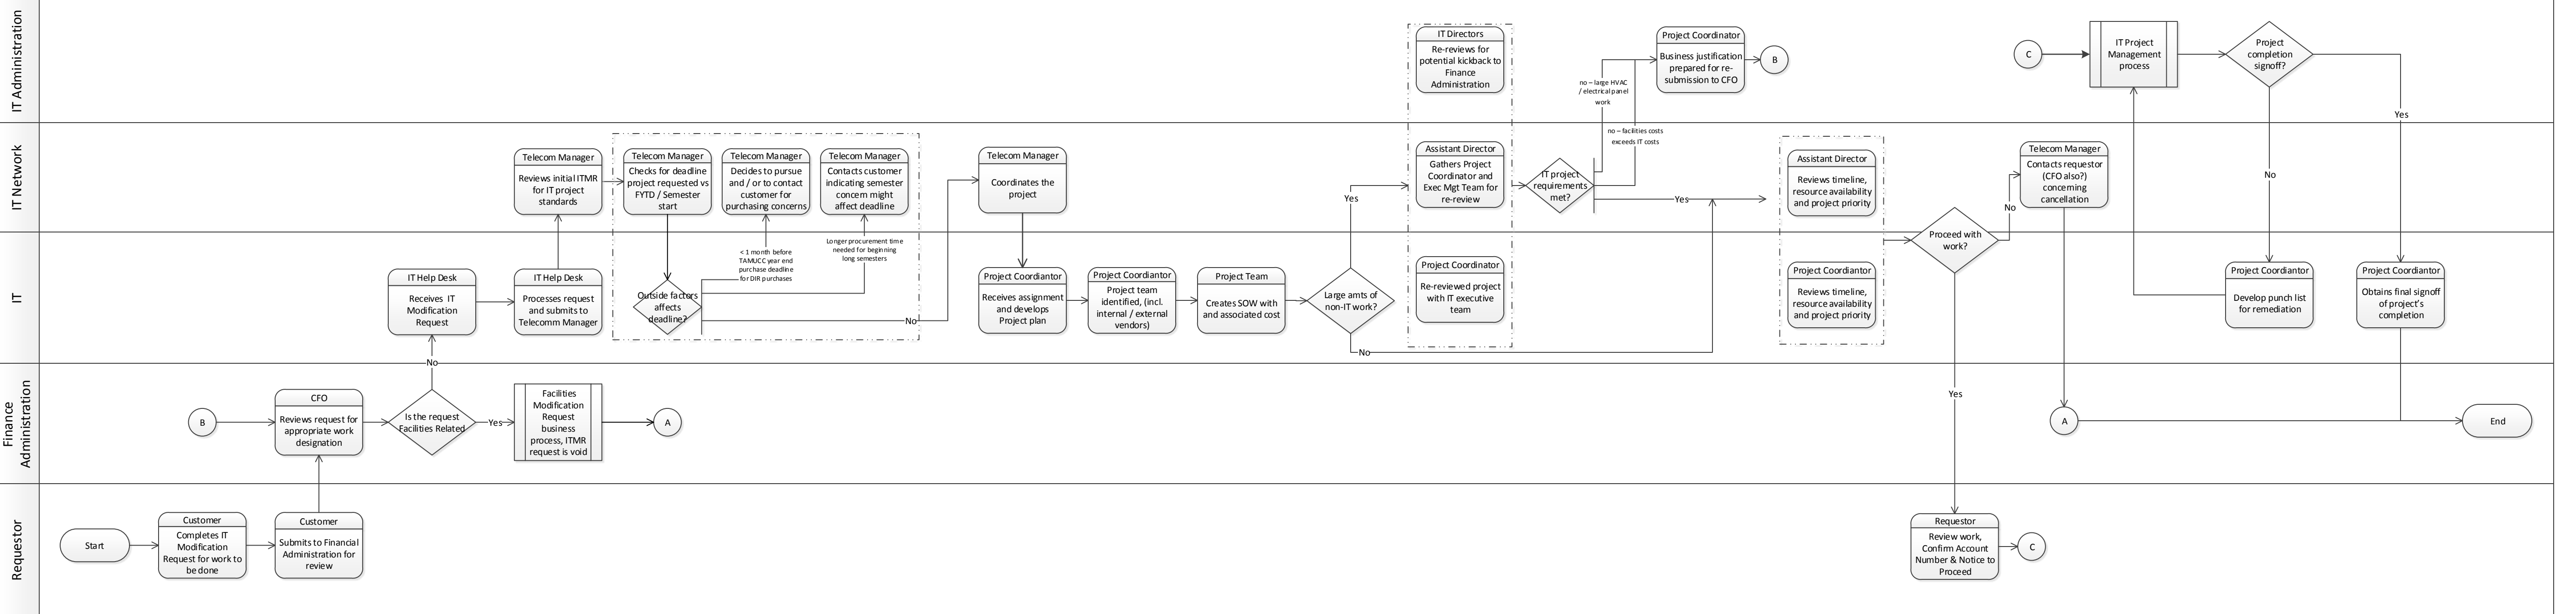 IT Administration
IT Directors
Re-reviews for
potential kickback to
Finance
Administration
no – large HVAC
/ electrical panel
work
Project Coordinator
Business justification
prepared for re-
submission to CFO
B
C
IT Project
Management
process
Project
completion
signoff?
Yes
IT Network
Telecom Manager
Reviews initial ITMR
for IT project
standards
Telecom Manager
Checks for deadline
project requested vs
FYTD / Semester
start
Telecom Manager
Decides to pursue
and / or to contact
customer for
purchasing concerns
Telecom Manager
Contacts customer
indicating semester
concern might
affect deadline
Telecom Manager
Coordinates the
project
Yes
Assistant Director
Gathers Project
Coordinator and
Exec Mgt Team for
re-review
IT project
requirements
met?
no – facilities costs
exceeds IT costs
Yes
Assistant Director
Reviews timeline,
resource availability
and project priority
Proceed with
work?
No
Telecom Manager
Contacts requestor
(CFO also?)
concerning
cancellation
No
IT
IT Help Desk
Receives IT
Modification
Request
IT Help Desk
Processes request
and submits to
Telecomm Manager
Outside factors
affects
deadline?
< 1 month before
TAMUCC year end
purchase deadline
for DIR purchases
Longer procurement time
needed for beginning
long semesters
No
Project Coordiantor
Receives assignment
and develops
Project plan
Project Coordiantor
Project team
identified, (incl.
internal / external
vendors)
Project Team
Creates SOW with
and associated cost
Large amts of
non-IT work?
No
Project Coordinator
Re-reviewed project
with IT executive
team
Project Coordiantor
Reviews timeline,
resource availability
and project priority
Project Coordiantor
Develop punch list
for remediation
Project Coordiantor
Obtains final signoff
of project's
completion
Finance
Administration
B
CFO
Reviews request for
appropriate work
designation
No
Is the request
Facilities Related
Yes
Facilities
Modification
Request
business
process, ITMR
request is void
A
Yes
A
End
Requestor
Start
Customer
Completes IT
Modification
Request for work to
be done
Customer
Submits to Financial
Administration for
review
Requestor
Review work,
Confirm Account
Number & Notice to
Proceed
C